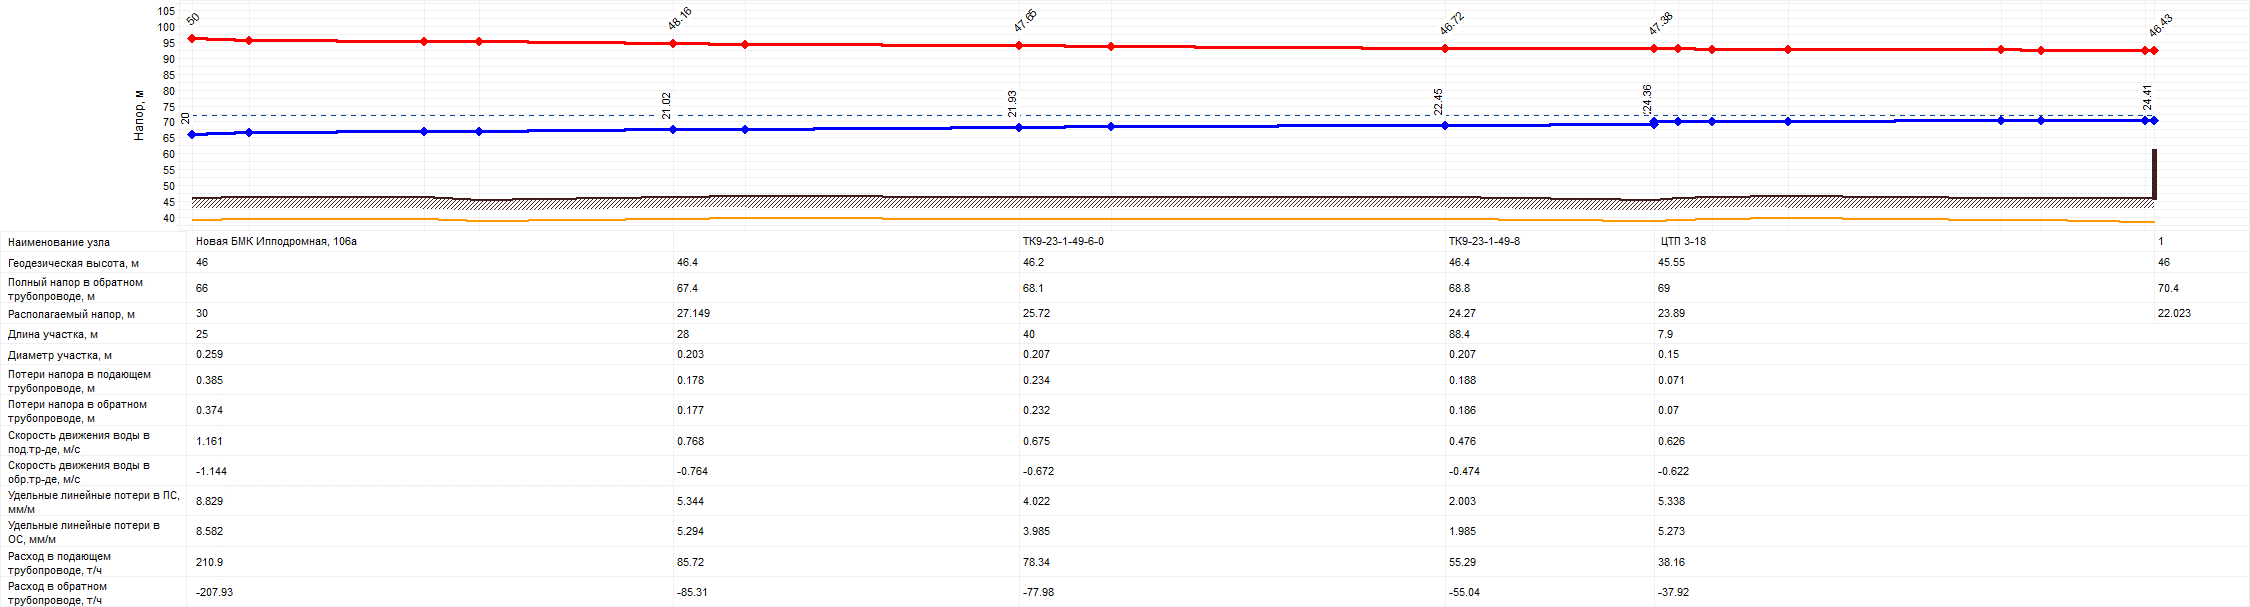 105
100
95
90
85
80
75
70
65
60
55
50
45
40
Напор, м
50
48.16
47.65
46.72
47.38
46.43
20
21.02
21.93
22.45
24.36
24.41
Наименование узла Новая БМК Ипподромная, 106а ТК9-23-1-49-6-0 ТК9-23-1-49-8 ЦТП 3-18 1
Геодезическая высота, м 46 46.4 46.2 46.4 45.55 46
Полный напор в обратном
трубопроводе, м 66 67.4 68.1 68.8 69 70.4
Располагаемый напор, м 30 27.149 25.72 24.27 23.89 22.023
Длина участка, м 25 28 40 88.4 7.9
Диаметр участка, м 0.259 0.203 0.207 0.207 0.15
Потери напора в подающем
трубопроводе, м 0.385 0.178 0.234 0.188 0.071
Потери напора в обратном
трубопроводе, м 0.374 0.177 0.232 0.186 0.07
Скорость движения воды в
под.тр-де, м/с 1.161 0.768 0.675 0.476 0.626
Скорость движения воды в
обр.тр-де, м/с -1.144 -0.764 -0.672 -0.474 -0.622
Удельные линейные потери в ПС,
мм/м 8.829 5.344 4.022 2.003 5.338
Удельные линейные потери в
ОС, мм/м 8.582 5.294 3.985 1.985 5.273
Расход в подающем
трубопроводе, т/ч 210.9 85.72 78.34 55.29 38.16
Расход в обратном
трубопроводе, т/ч -207.93 -85.31 -77.98 -55.04 -37.92